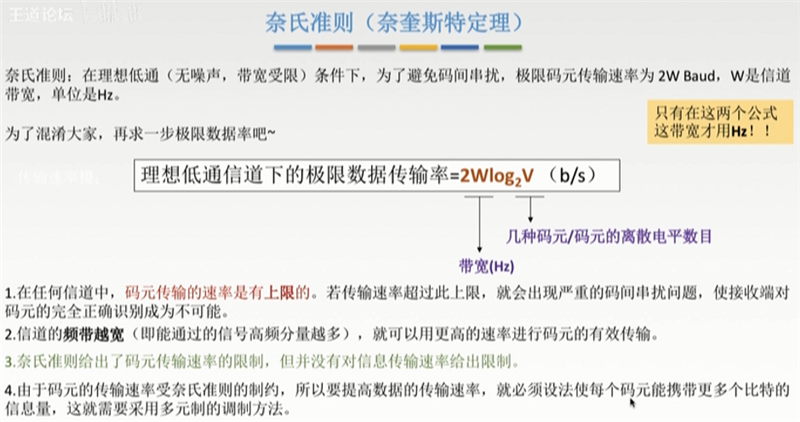 王道论坛
奈氏准则（奈奎斯特定理）
奈氏准则：在理想低通（无噪声，带宽受限）条件下，为了避免码间串扰，极限码元传输速率为 2W Baud，W是信道
带宽，单位是Hz。
只有在这两个公式
这带宽才用Hz！！
为了混淆大家，再求一步极限数据率吧~
理想低通信道下的极限数据传输率=2Wlog₂V （b/s）
几种码元/码元的离散电平数目
带宽(Hz)
1.在任何信道中，码元传输的速率是有上限的。若传输速率超过此上限，就会出现严重的码间串扰问题，使接收端对
码元的完全正确识别成为不可能。
2.信道的频带越宽（即能通过的信号高频分量越多），就可以用更高的速率进行码元的有效传输。
3.奈氏准则给出了码元传输速率的限制，但并没有对信息传输速率给出限制。
4.由于码元的传输速率受奈氏准则的制约，所以要提高数据的传输速率，就必须设法使每个码元能携带更多个比特的
信息量，这就需要采用多元制的调制方法。